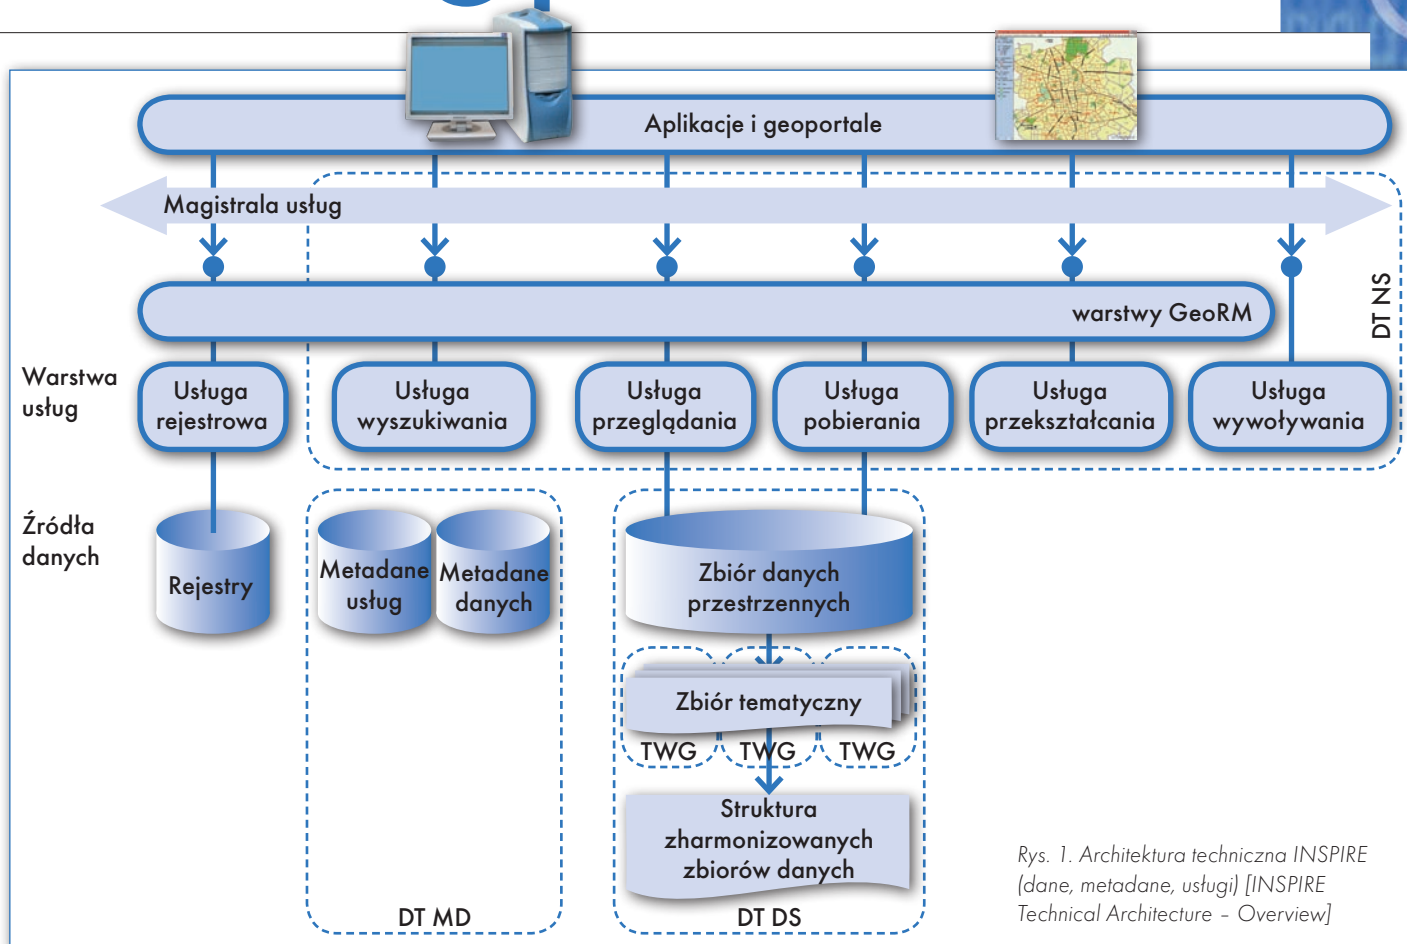 Aplikacje i geoportale
Magistrala usług
DT NS
warstwy GeoRM
Warstwa
usług
Usługa
rejestrowa
Usługa
wyszukiwania
Usługa
przeglądania
Usługa
pobierania
Usługa
przekształcania
Usługa
wywoływania
Źródła
danych
Rejestry
Metadane
usług
Metadane
danych
Zbiór danych
przestrzennych
Zbiór tematyczny
TWG
TWG
TWG
Struktura
zharmonizowanych
zbiorów danych
DT MD
DT DS
Rys. 1. Architektura techniczna INSPIRE
(dane, metadane, usługi) [INSPIRE
Technical Architecture – Overview]